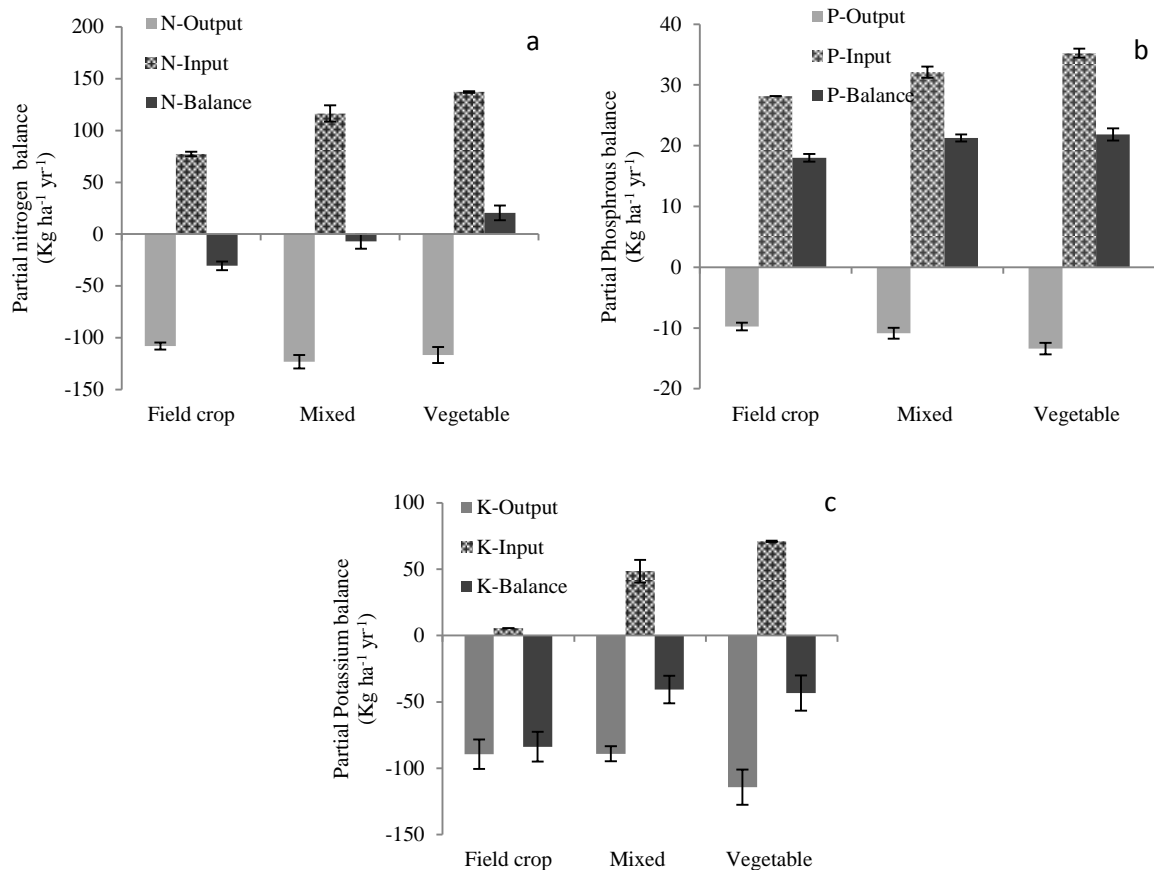 N-Output
N-Input
N-Balance
a
200
150
100
50
0
-50
-100
-150
Partial nitrogen balance
(Kg ha-1 yr-1)
Field crop Mixed Vegetable
P-Output
P-Input
P-Balance
b
40
30
20
10
0
-10
-20
Partial Phosphrous balance
(Kg ha-1 yr-1)
Field crop Mixed Vegetable
K-Output
K-Input
K-Balance
c
100
50
0
-50
-100
-150
Partial Potassium balance
(Kg ha-1 yr-1)
Field crop Mixed Vegetable